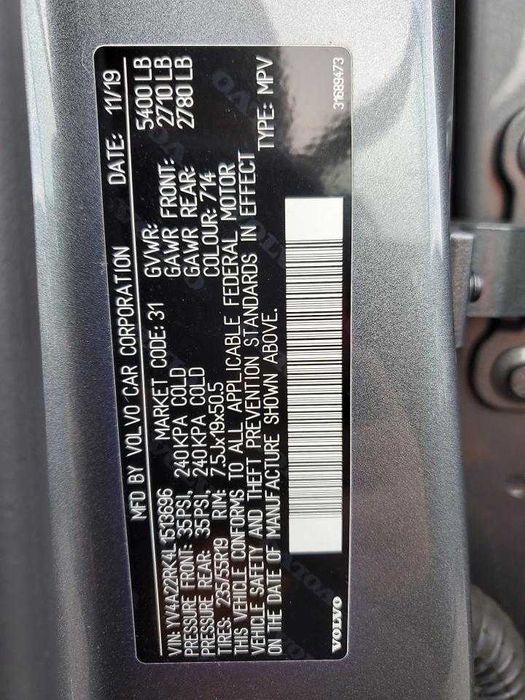 MFD BY VOLVO CAR CORPORATION DATE: 11/19
VIN: YV4A22RK4L1513696 MARKET CODE: 31 GVWR: 5400 LB
PRESSURE FRONT: 35PSI, 240KPA COLD GAWR FRONT: 2710 LB
PRESSURE REAR: 35PSI, 240KPA COLD GAWR REAR: 2780 LB
TIRES: 235/55R19 RIM: 7.5Jx19x50.5 COLOUR: 714
THIS VEHICLE CONFORMS TO ALL APPLICABLE FEDERAL MOTOR
VEHICLE SAFETY AND THEFT PREVENTION STANDARDS IN EFFECT
ON THE DATE OF MANUFACTURE SHOWN ABOVE. TYPE: MPV
VOLVO 31689473